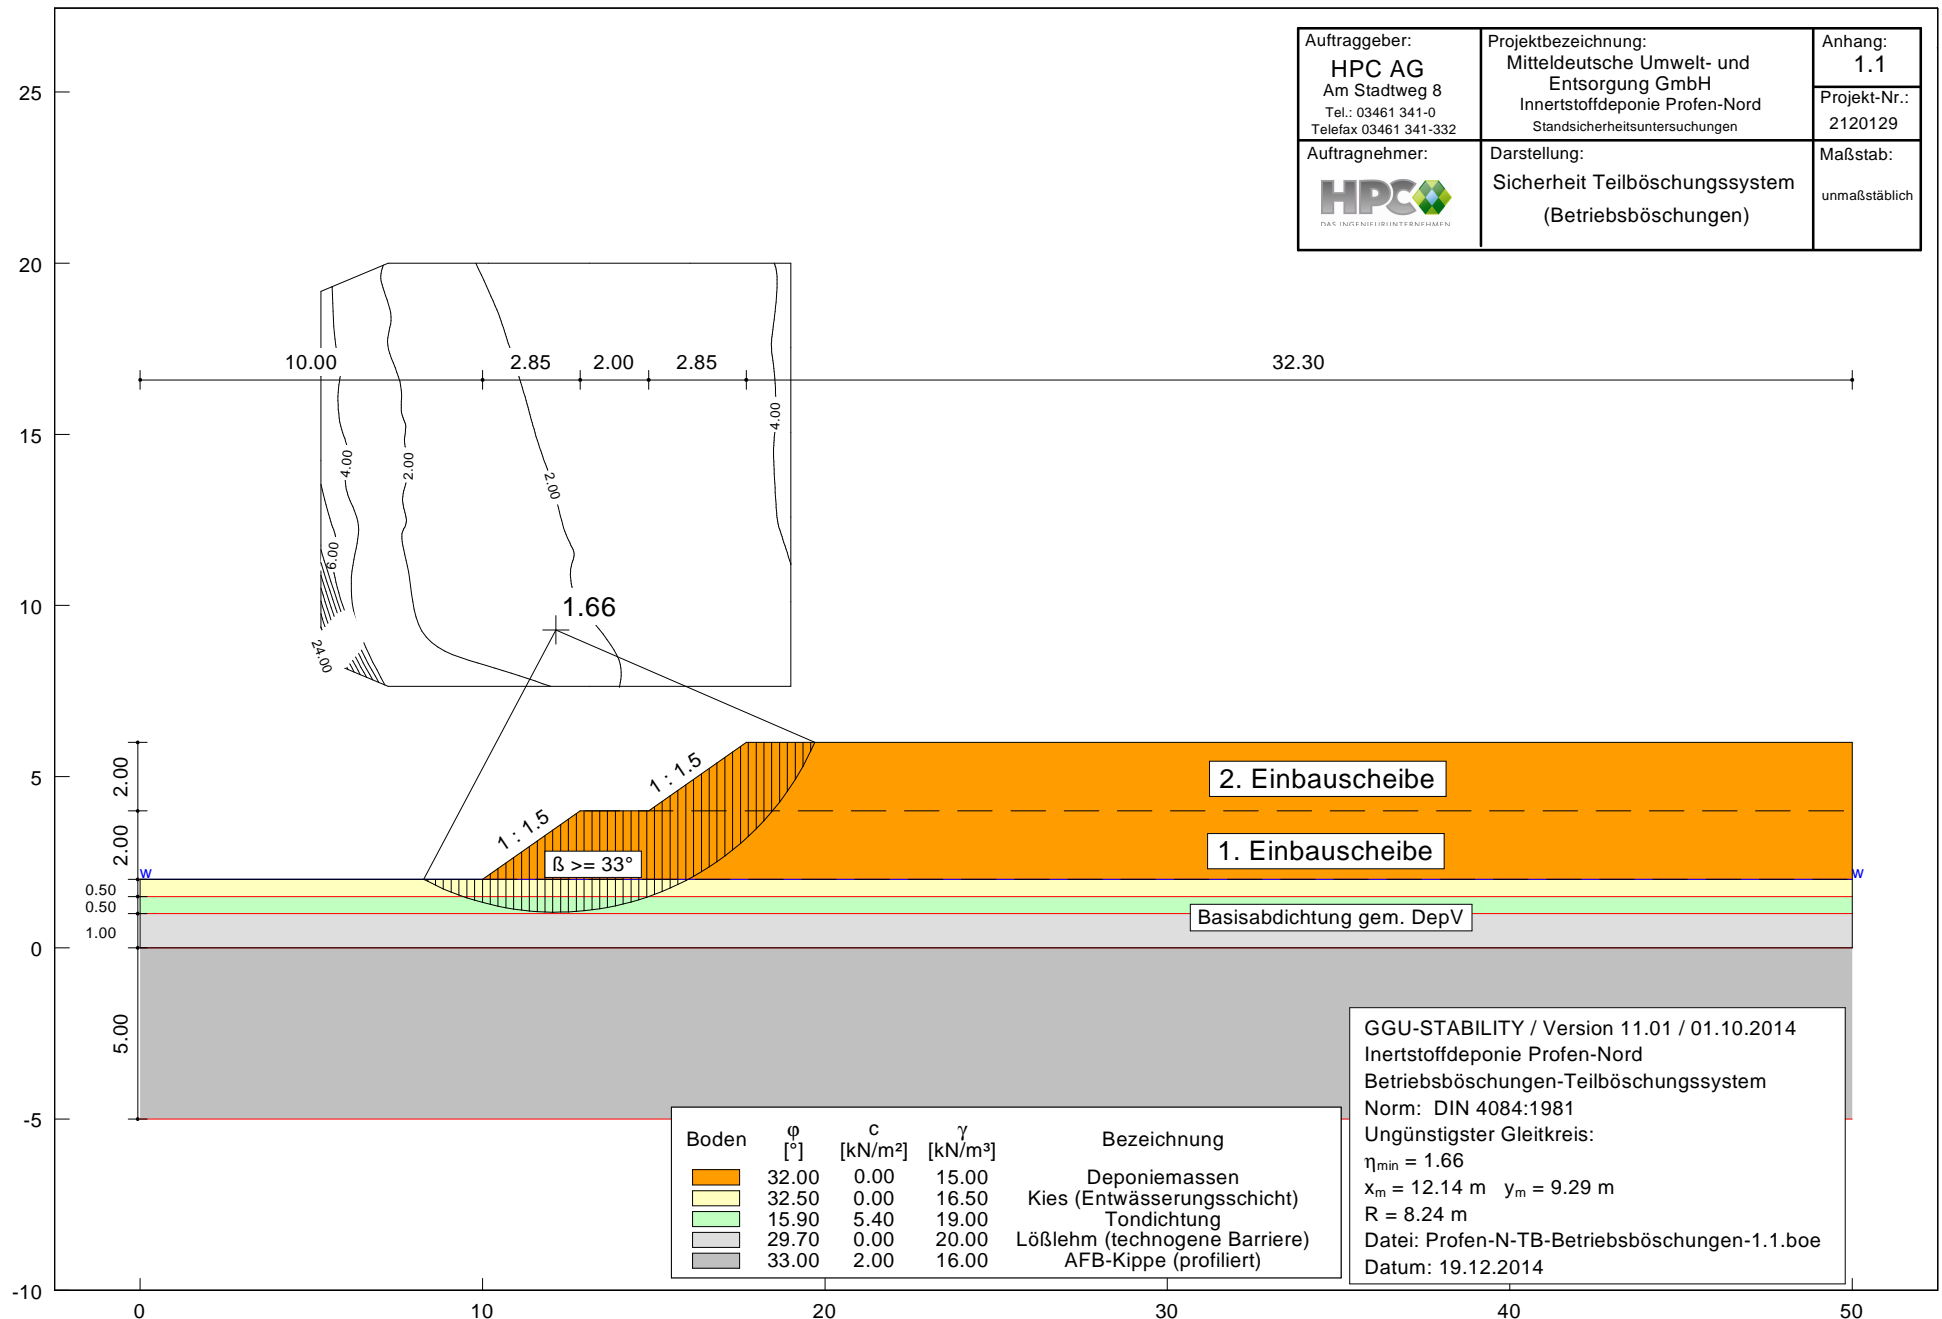 Auftraggeber:
HPC AG
Am Stadtweg 8
Tel.: 03461 341-0
Telefax 03461 341-332
Projektbezeichnung:
Mitteldeutsche Umwelt- und
Entsorgung GmbH
Innertstoffdeponie Profen-Nord
Standsicherheitsuntersuchungen
Anhang:
1.1
Projekt-Nr.:
2120129
Auftragnehmer:
HPC
DAS INGENIEURUNTERNEHMEN
Darstellung:
Sicherheit Teilböschungssystem
(Betriebsböschungen)
Maßstab:
unmaßstäblich
25
20
15
10
5
0
-5
-10
10.00
2.85
2.00
2.85
32.30
4.00
2.00
2.00
4.00
6.00
24.00
1.66
2.00
2.00
0.50
0.50
1.00
5.00
1 : 1.5
1 : 1.5
ß >= 33°
2. Einbauscheibe
1. Einbauscheibe
W
W
Basisabdichtung gem. DepV
Boden φ [°] c [kN/m²] γ [kN/m³] Bezeichnung
32.00 0.00 15.00 Deponiemassen
32.50 0.00 16.50 Kies (Entwässerungsschicht)
15.90 5.40 19.00 Tondichtung
29.70 0.00 20.00 Lößlehm (technogene Barriere)
33.00 2.00 16.00 AFB-Kippe (profiliert)
GGU-STABILITY / Version 11.01 / 01.10.2014
Inertstoffdeponie Profen-Nord
Betriebsböschungen-Teilböschungssystem
Norm: DIN 4084:1981
Ungünstigster Gleitkreis:
ηmin = 1.66
xm = 12.14 m ym = 9.29 m
R = 8.24 m
Datei: Profen-N-TB-Betriebsböschungen-1.1.boe
Datum: 19.12.2014
0 10 20 30 40 50